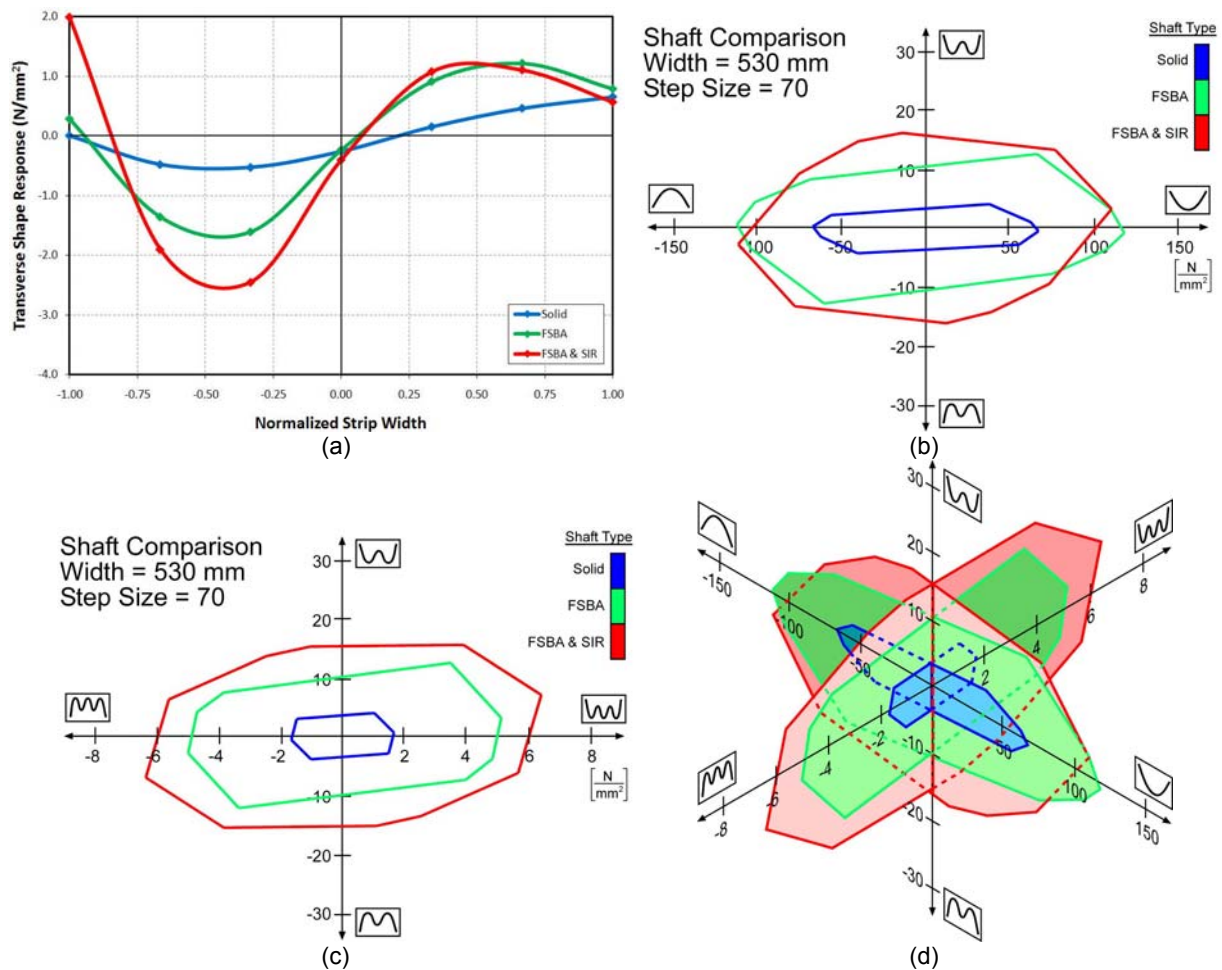 2.0
1.0
0.0
-1.0
-2.0
-3.0
-4.0
Transverse Shape Response (N/mm²)
Solid
FSBA
FSBA & SIR
-1.00 -0.75 -0.50 -0.25 0.00 0.25 0.50 0.75 1.00
Normalized Strip Width
(a)
Shaft Comparison
Width = 530 mm
Step Size = 70
Shaft Type
Solid
FSBA
FSBA & SIR
30
20
10
-150 -100 -50 50 100 150
[N/mm²]
-10
-20
-30
(b)
Shaft Comparison
Width = 530 mm
Step Size = 70
Shaft Type
Solid
FSBA
FSBA & SIR
30
20
10
-8 -6 -4 -2 2 4 6 8
[N/mm²]
-10
-20
-30
(c)
30
20
10
-10
-20
-30
-150
-100
-50
50
100
150
8
6
4
2
-2
-4
-6
-8
(d)